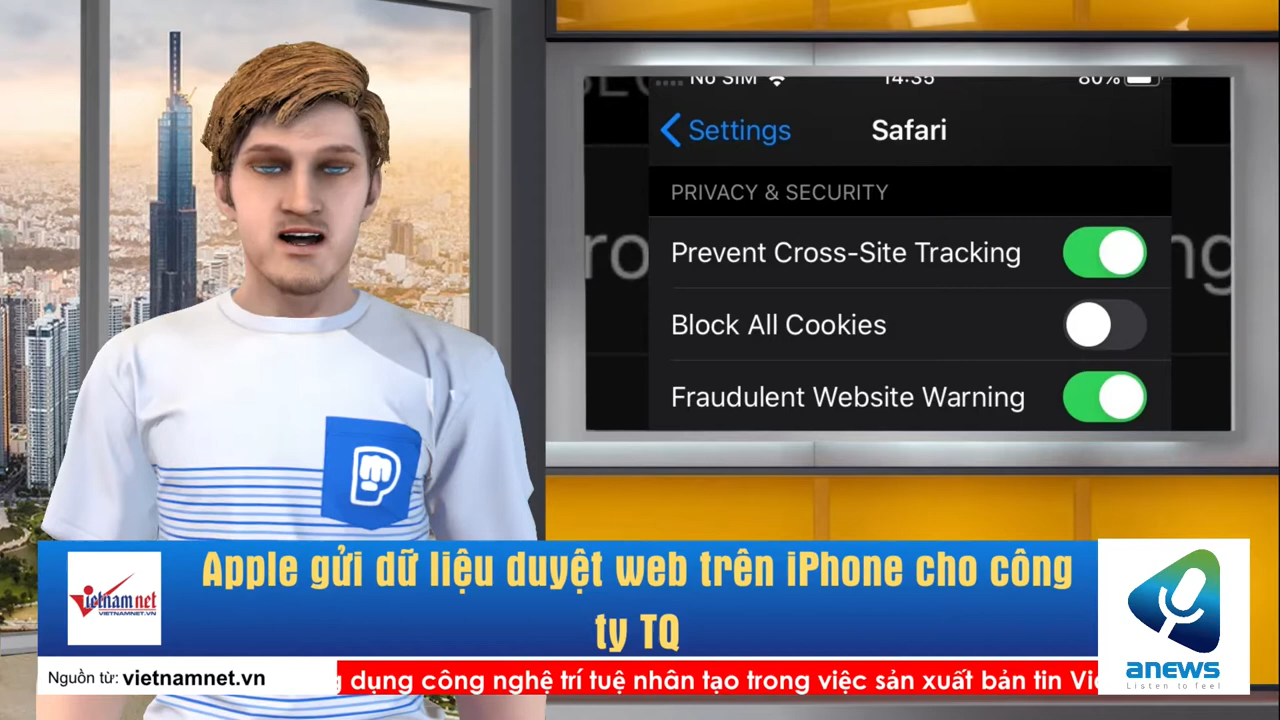 No SIM 14:35 80%
Settings Safari
PRIVACY & SECURITY
Prevent Cross-Site Tracking
Block All Cookies
Fraudulent Website Warning
Apple gửi dữ liệu duyệt web trên iPhone cho công
ty TQ
Vietnamnet
VIETNAMNET.VN
Nguồn từ: vietnamnet.vn
dụng công nghệ trí tuệ nhân tạo trong việc sản xuất bản tin
anews
Listen to feel